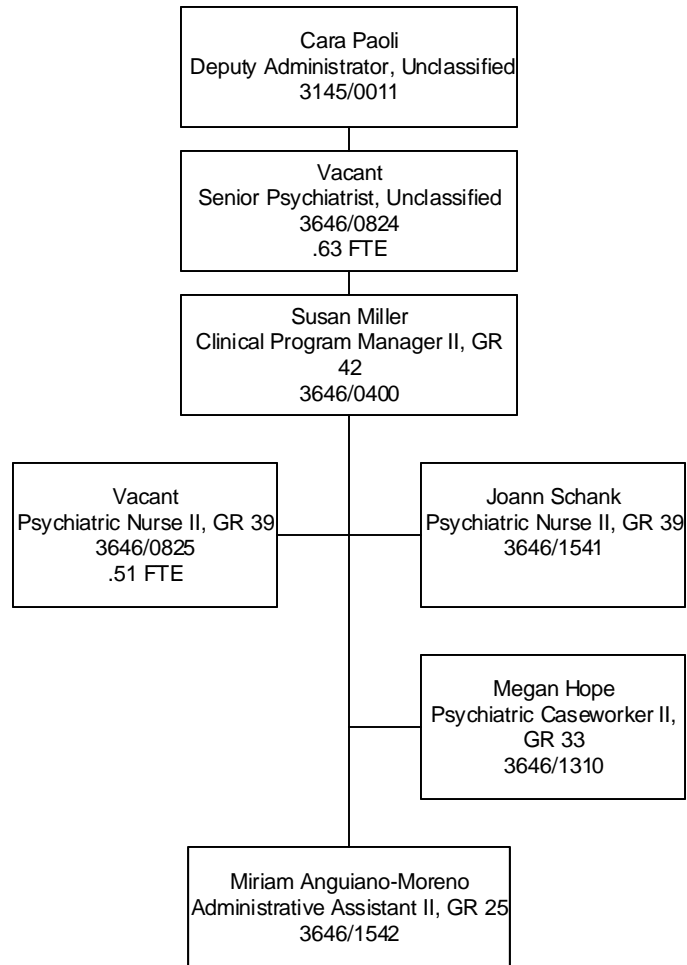 Cara Paoli
Deputy Administrator, Unclassified
3145/0011
Vacant
Senior Psychiatrist, Unclassified
3646/0824
.63 FTE
Susan Miller
Clinical Program Manager II, GR
42
3646/0400
Vacant
Psychiatric Nurse II, GR 39
3646/0825
.51 FTE
Joann Schank
Psychiatric Nurse II, GR 39
3646/1541
Megan Hope
Psychiatric Caseworker II,
GR 33
3646/1310
Miriam Anguiano-Moreno
Administrative Assistant II, GR 25
3646/1542